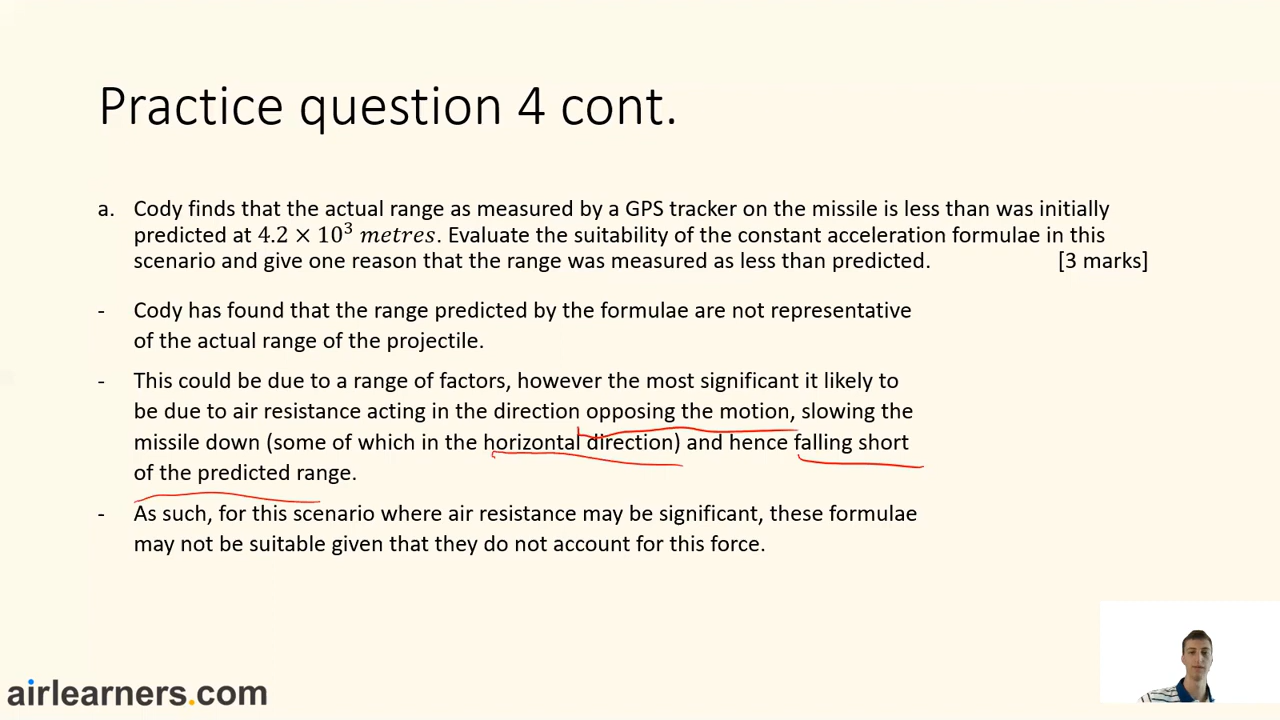 Practice question 4 cont.
a. Cody finds that the actual range as measured by a GPS tracker on the missile is less than was initially
predicted at 4.2 × 10³ metres. Evaluate the suitability of the constant acceleration formulae in this
scenario and give one reason that the range was measured as less than predicted. [3 marks]
- Cody has found that the range predicted by the formulae are not representative
of the actual range of the projectile.
- This could be due to a range of factors, however the most significant it likely to
be due to air resistance acting in the direction opposing the motion, slowing the
missile down (some of which in the horizontal direction) and hence falling short
of the predicted range.
- As such, for this scenario where air resistance may be significant, these formulae
may not be suitable given that they do not account for this force.
airlearners.com